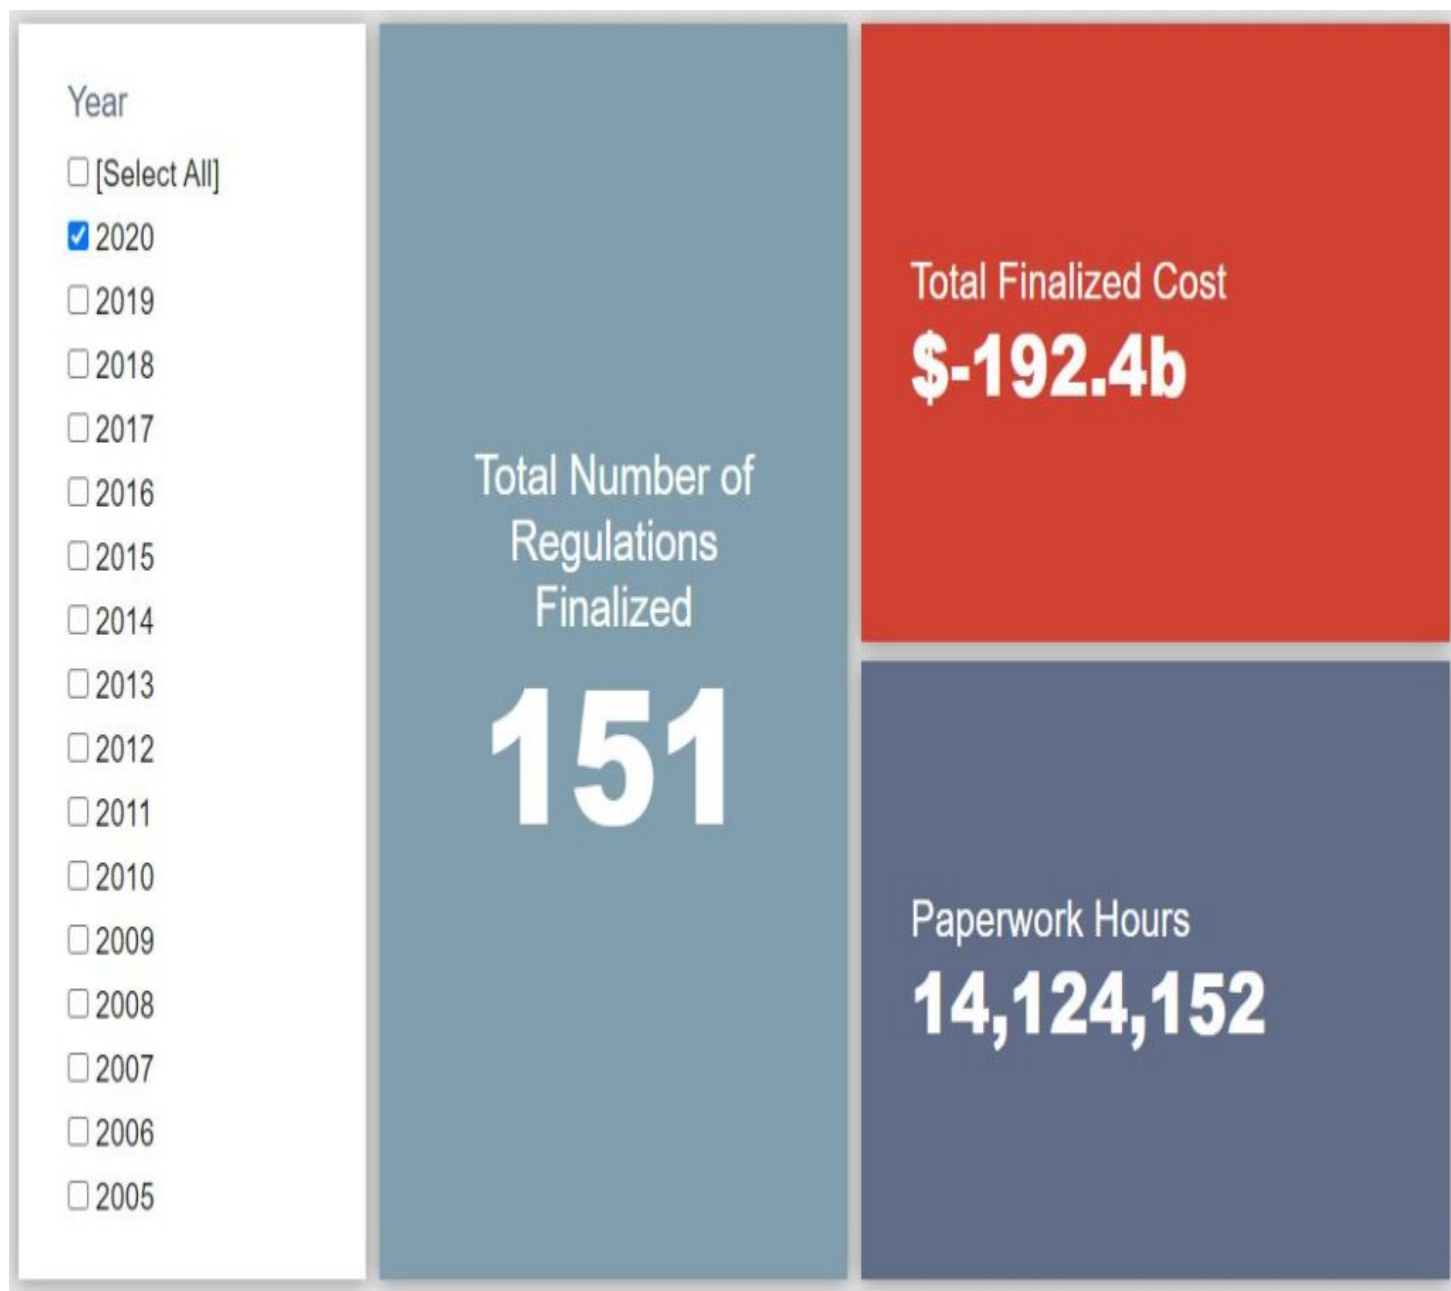 Year
[Select All]
2020
2019
2018
2017
2016
2015
2014
2013
2012
2011
2010
2009
2008
2007
2006
2005
Total Number of
Regulations
Finalized
151
Total Finalized Cost
$-192.4b
Paperwork Hours
14,124,152